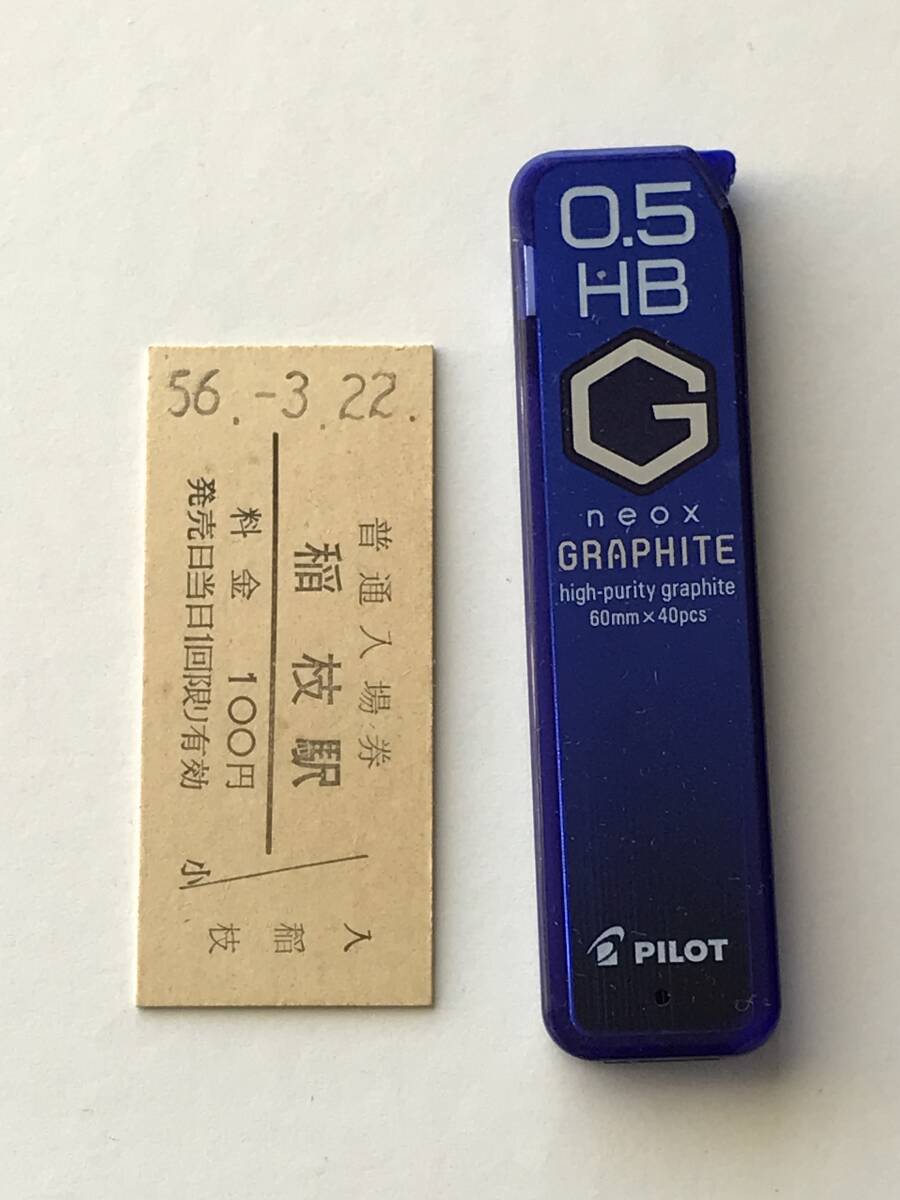 56.-3.22.
普通入場券
稲枝駅
料金 100円
発売日当日1回限り有効
小
入
稲
枝
0.5
HB
G
neox
GRAPHITE
high-purity graphite
60mm×40pcs
PILOT